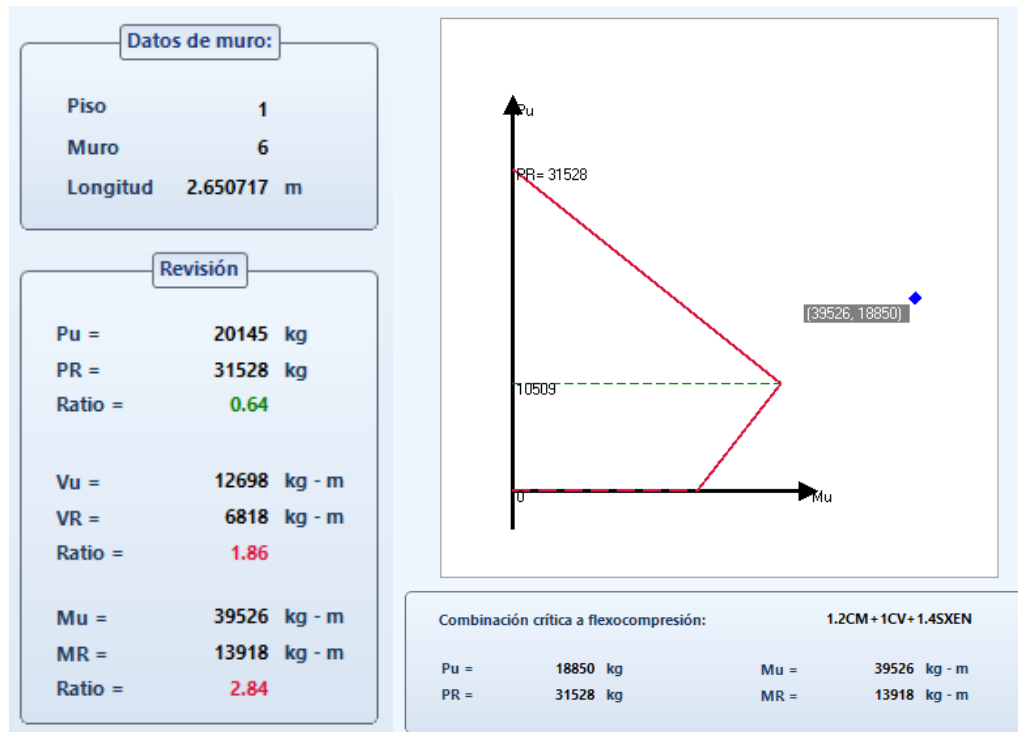 Datos de muro:
Piso 1
Muro 6
Longitud 2.650717 m
Revisión
Pu = 20145 kg
PR = 31528 kg
Ratio = 0.64
Vu = 12698 kg - m
VR = 6818 kg - m
Ratio = 1.86
Mu = 39526 kg - m
MR = 13918 kg - m
Ratio = 2.84
Pu
PR= 31528
(39526, 18850)
10509
0
Mu
Combinación crítica a flexocompresión: 1.2CM+1CV+1.4SXEN
Pu = 18850 kg Mu = 39526 kg - m
PR = 31528 kg MR = 13918 kg - m